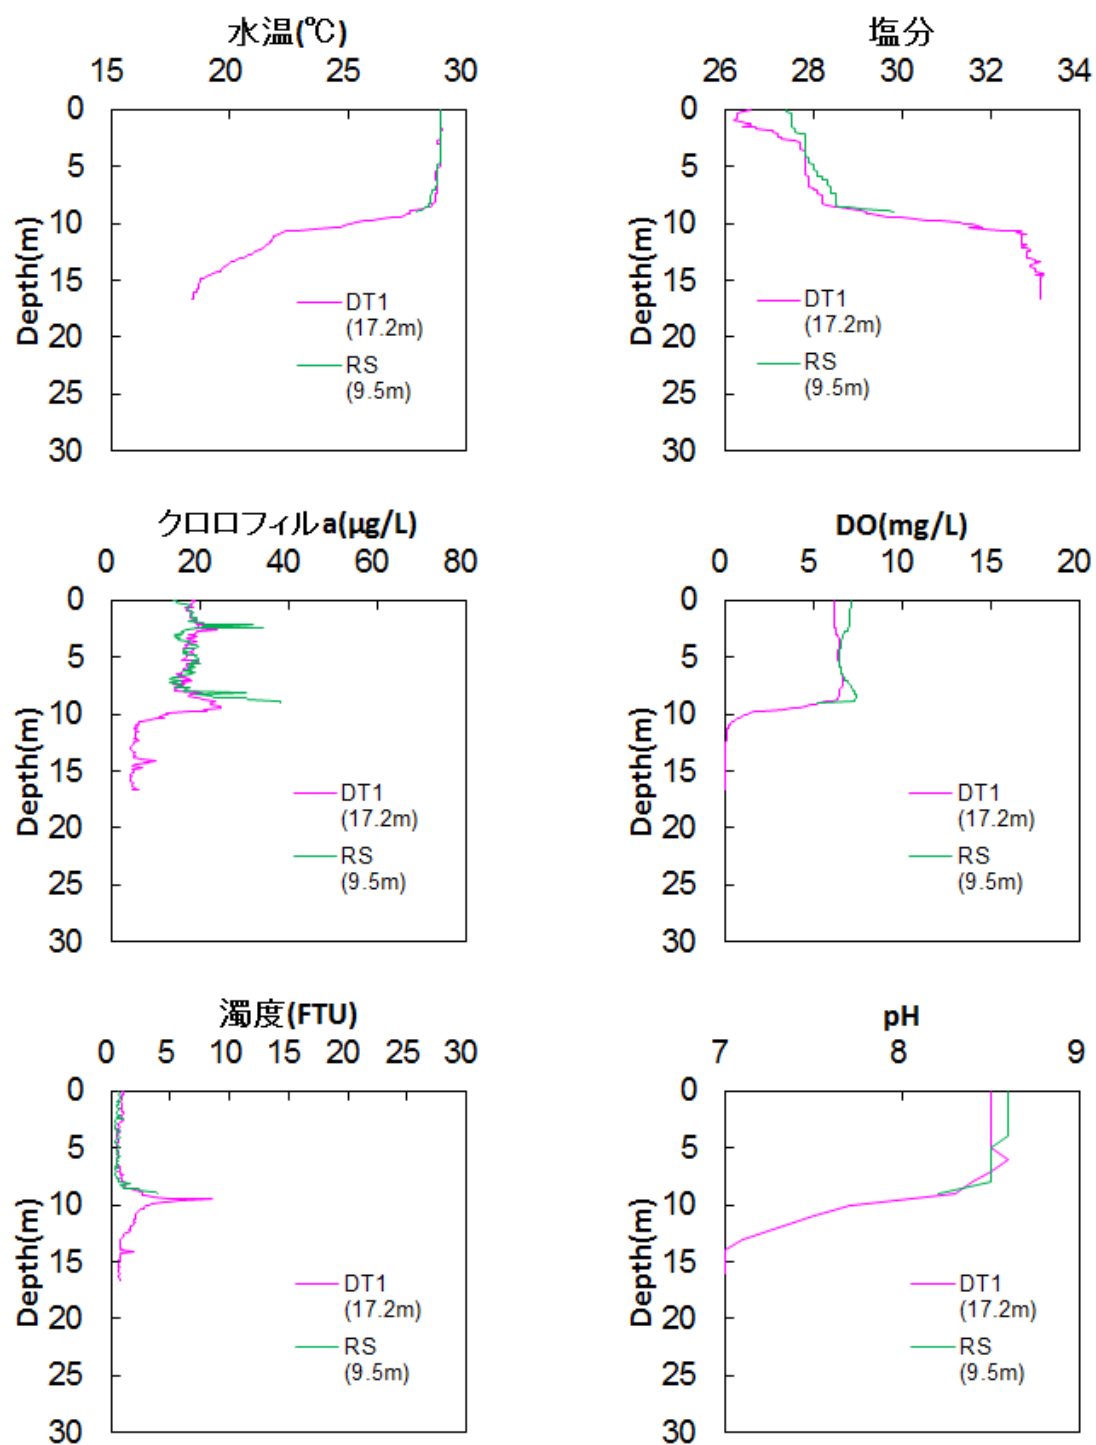 水温(℃)
15 20 25 30
0
5
10
15
20
25
30
Depth(m)
DT1
(17.2m)
RS
(9.5m)
塩分
26 28 30 32 34
0
5
10
15
20
25
30
Depth(m)
DT1
(17.2m)
RS
(9.5m)
クロロフィルa(µg/L)
0 20 40 60 80
0
5
10
15
20
25
30
Depth(m)
DT1
(17.2m)
RS
(9.5m)
DO(mg/L)
0 5 10 15 20
0
5
10
15
20
25
30
Depth(m)
DT1
(17.2m)
RS
(9.5m)
濁度(FTU)
0 5 10 15 20 25 30
0
5
10
15
20
25
30
Depth(m)
DT1
(17.2m)
RS
(9.5m)
pH
7 8 9
0
5
10
15
20
25
30
Depth(m)
DT1
(17.2m)
RS
(9.5m)